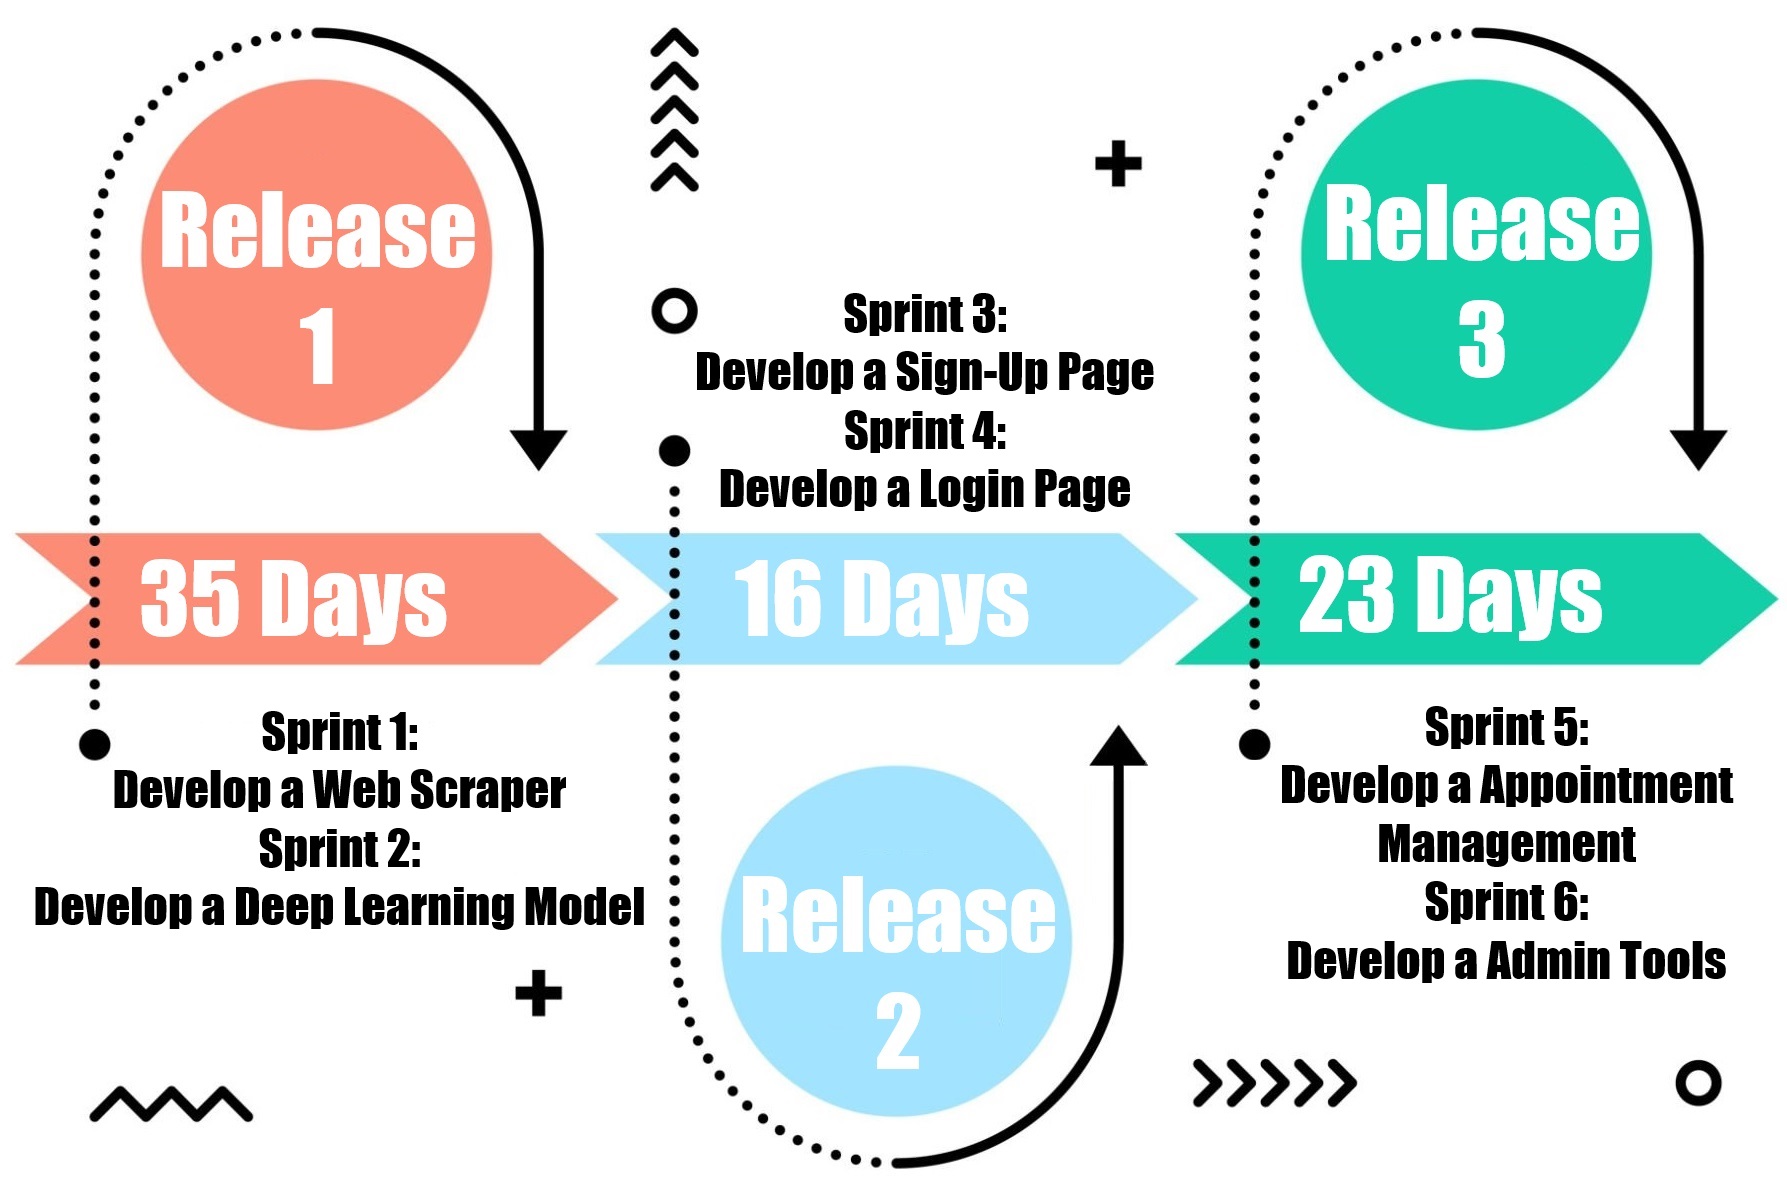 Release
1
35 Days
Sprint 1:
Develop a Web Scraper
Sprint 2:
Develop a Deep Learning Model
Sprint 3:
Develop a Sign-Up Page
Sprint 4:
Develop a Login Page
16 Days
Release
2
Release
3
23 Days
Sprint 5:
Develop a Appointment
Management
Sprint 6:
Develop a Admin Tools